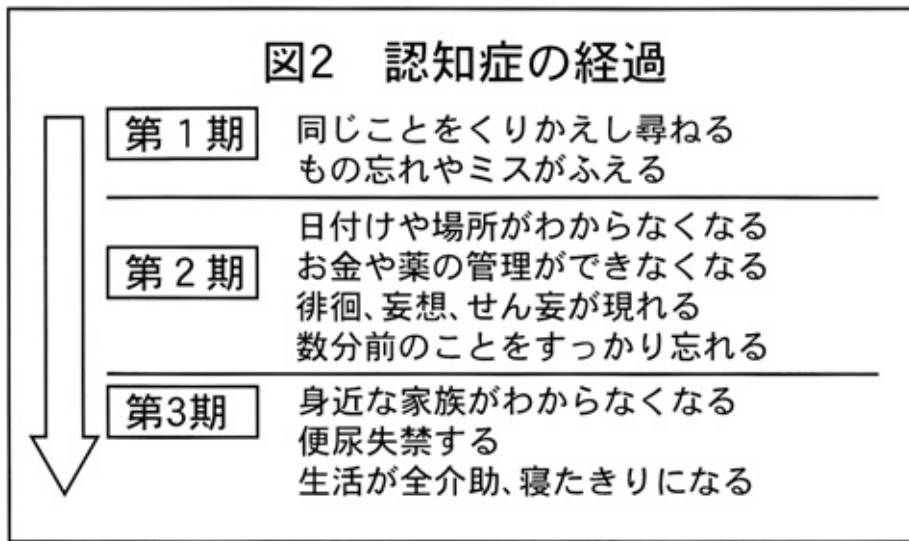 図2　認知症の経過
第1期
同じことをくりかえし尋ねる
もの忘れやミスがふえる
第2期
日付けや場所がわからなくなる
お金や薬の管理ができなくなる
徘徊、妄想、せん妄が現れる
数分前のことをすっかり忘れる
第3期
身近な家族がわからなくなる
便尿失禁する
生活が全介助、寝たきりになる